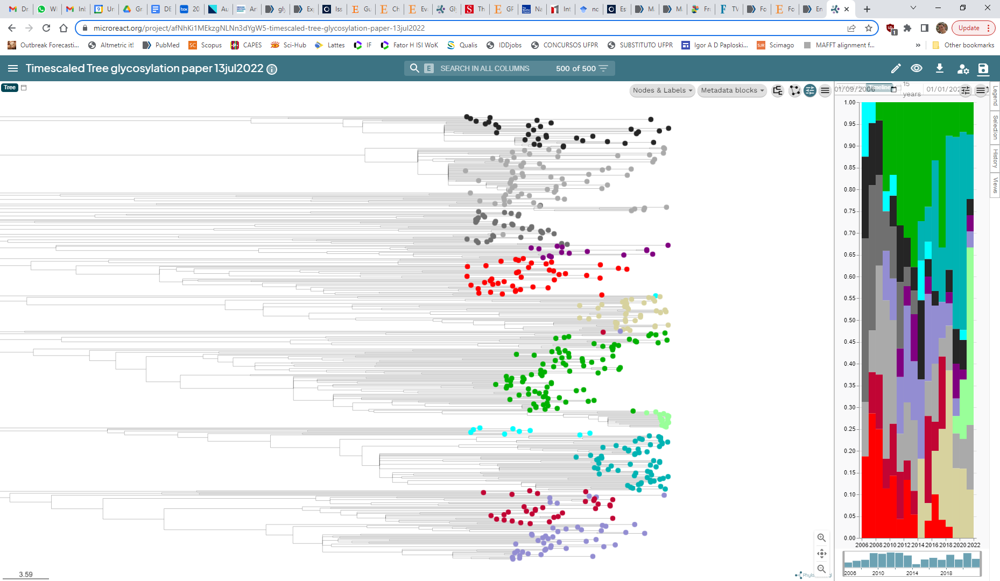 Dr
W
Inb
Ur
Gr
DE
20
Au
Ar
gly
Ex
Iss
Gu
Ch
Ev
Gly
Th
GF
Na
Int
nc
Es
M
Fro
TV
Fo
Fo
En
microreact.org/project/afNhKi1MEkzgNLNn3dYgW5-timescaled-tree-glycosylation-paper-13jul2022
1
Update
Outbreak Forecasti...
Altmetric it!
PubMed
SC Scopus
CAPES
Sci-Hub
Lattes
IF
Fator H ISI WoK
Qualis
IDDjobs
CONCURSOS UFPR
SUBSTITUTO UFPR
Igor A D Paploski...
SJR Scimago
MAFFT alignment f...
»
Other bookmarks
Timescaled Tree glycosylation paper 13jul2022
E SEARCH IN ALL COLUMNS 500 of 500
Tree
Nodes & Labels
Metadata blocks
01/09/2006
Timeline
15 years
01/01/202
Legend
Selection
History
Views
1.00
0.95
0.90
0.85
0.80
0.75
0.70
0.65
0.60
0.55
0.50
0.45
0.40
0.35
0.30
0.25
0.20
0.15
0.10
0.05
0.00
2006 2008 2010 2012 2014 2016 2018 2020 2022
2006 2010 2014 2018
3.59